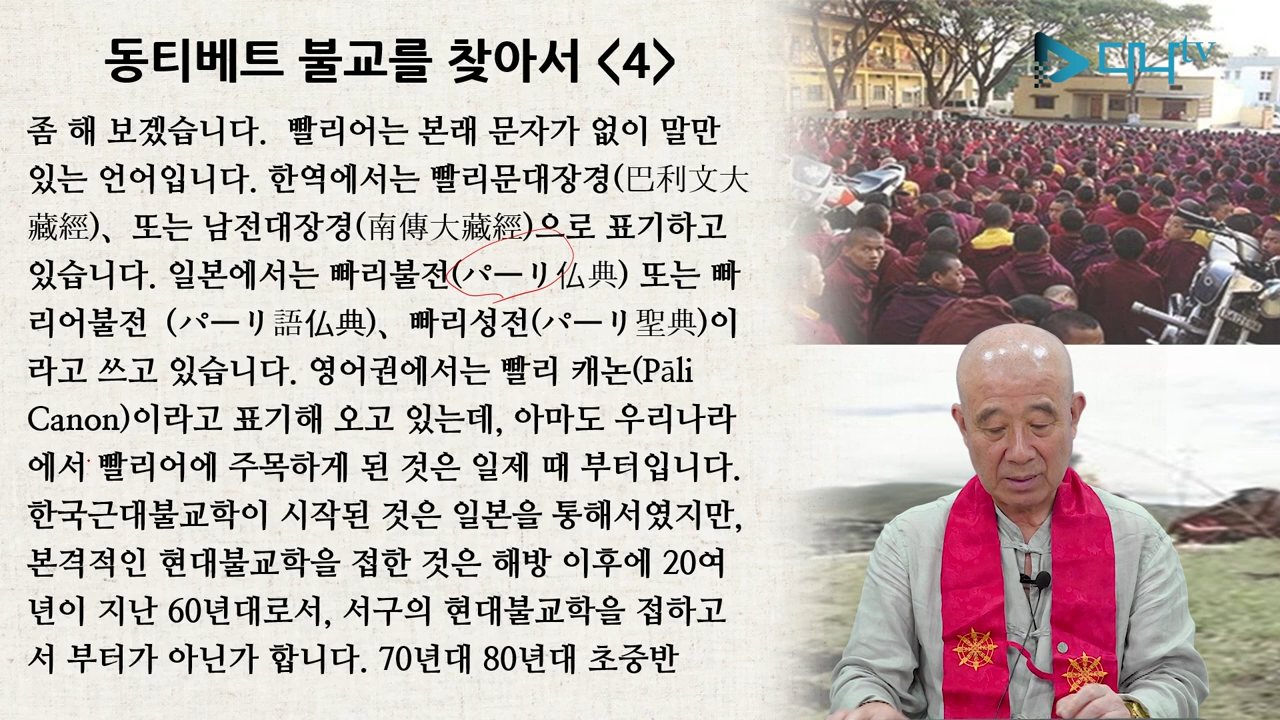 동티베트 불교를 찾아서 <4>
다나tv
좀 해 보겠습니다. 빨리어는 본래 문자가 없이 말만
있는 언어입니다. 한역에서는 빨리문대장경(巴利文大
藏經)、또는 남전대장경(南傳大藏經)으로 표기하고
있습니다. 일본에서는 빠리불전(パーリ仏典) 또는 빠
리어불전 (パーリ語仏典)、빠리성전(パーリ聖典)이
라고 쓰고 있습니다. 영어권에서는 빨리 캐논(Pāli
Canon)이라고 표기해 오고 있는데, 아마도 우리나라
에서 빨리어에 주목하게 된 것은 일제 때 부터입니다.
한국근대불교학이 시작된 것은 일본을 통해서였지만,
본격적인 현대불교학을 접한 것은 해방 이후에 20여
년이 지난 60년대로서, 서구의 현대불교학을 접하고
서 부터가 아닌가 합니다. 70년대 80년대 초중반